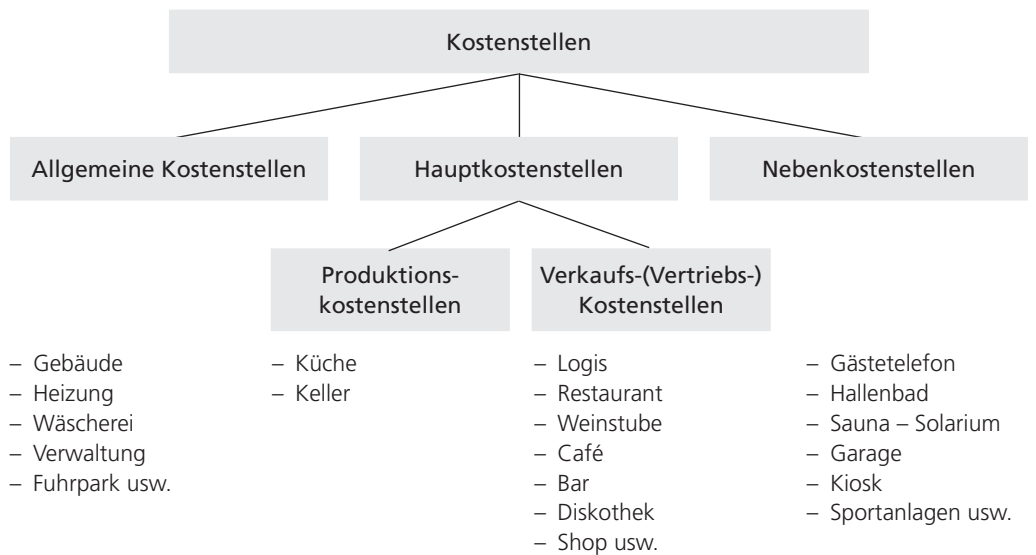 Kostenstellen
Allgemeine Kostenstellen
Hauptkostenstellen
Nebenkostenstellen
Produktions-
kostenstellen
Verkaufs-(Vertriebs-)
Kostenstellen
– Gebäude
– Heizung
– Wäscherei
– Verwaltung
– Fuhrpark usw.
– Küche
– Keller
– Logis
– Restaurant
– Weinstube
– Café
– Bar
– Diskothek
– Shop usw.
– Gästetelefon
– Hallenbad
– Sauna – Solarium
– Garage
– Kiosk
– Sportanlagen usw.